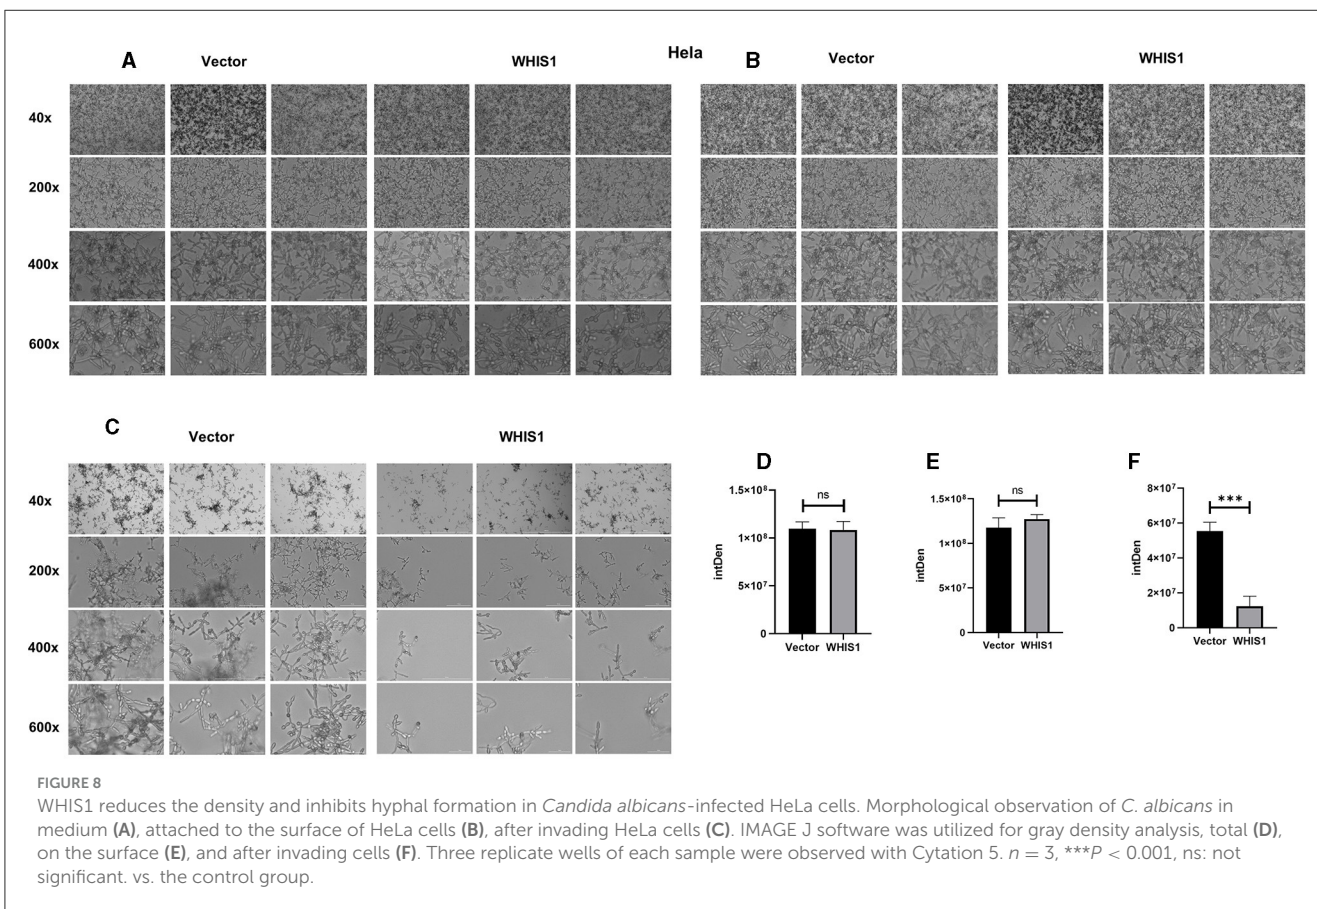 Hela
A
Vector
WHIS1
B
Vector
WHIS1
40x
200x
400x
600x
C
Vector
WHIS1
40x
200x
400x
600x
D
1.5×10⁸
1×10⁸
5×10⁷
0
intDen
ns
Vector WHIS1
E
1.5×10⁸
1×10⁸
5×10⁷
0
intDen
ns
Vector WHIS1
F
8×10⁷
6×10⁷
4×10⁷
2×10⁷
0
intDen
***
Vector WHIS1
FIGURE 8
WHIS1 reduces the density and inhibits hyphal formation in Candida albicans-infected HeLa cells. Morphological observation of C. albicans in
medium (A), attached to the surface of HeLa cells (B), after invading HeLa cells (C). IMAGE J software was utilized for gray density analysis, total (D),
on the surface (E), and after invading cells (F). Three replicate wells of each sample were observed with Cytation 5. n = 3, ***P < 0.001, ns: not
significant. vs. the control group.